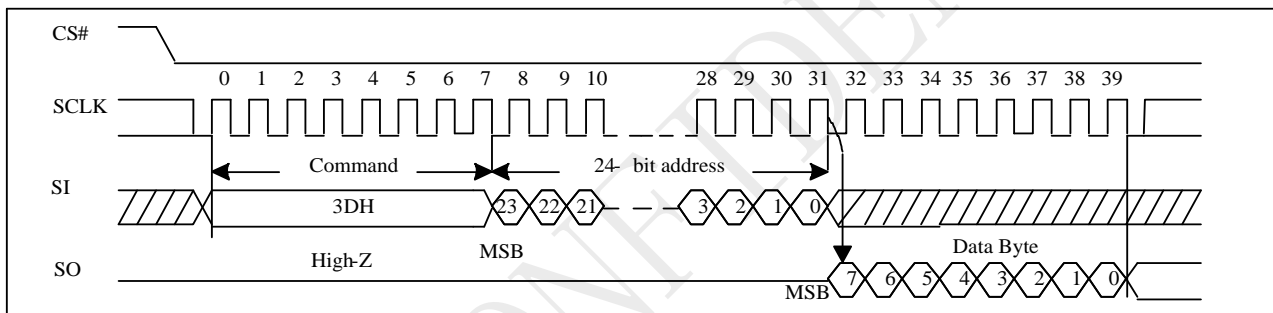 CS#
0 1 2 3 4 5 6 7 8 9 10 28 29 30 31 32 33 34 35 36 37 38 39
SCLK
Command 24- bit address
SI 3DH 23 22 21 3 2 1 0
MSB Data Byte
High-Z
SO 7 6 5 4 3 2 1 0
MSB